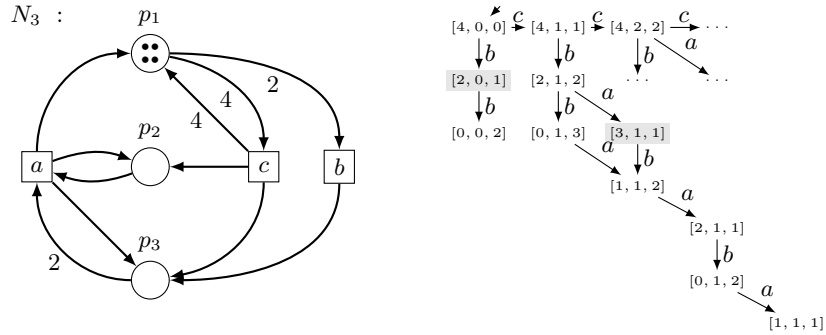 N₃ :
p₁
2
4
4
p₂
a
c
b
p₃
2
[4, 0, 0] c [4, 1, 1] c [4, 2, 2] c · · ·
b b b a
[2, 0, 1] [2, 1, 2] · · · · · ·
b b a
[0, 0, 2] [0, 1, 3] [3, 1, 1]
a b
[1, 1, 2]
a
[2, 1, 1]
b
[0, 1, 2]
a
[1, 1, 1]